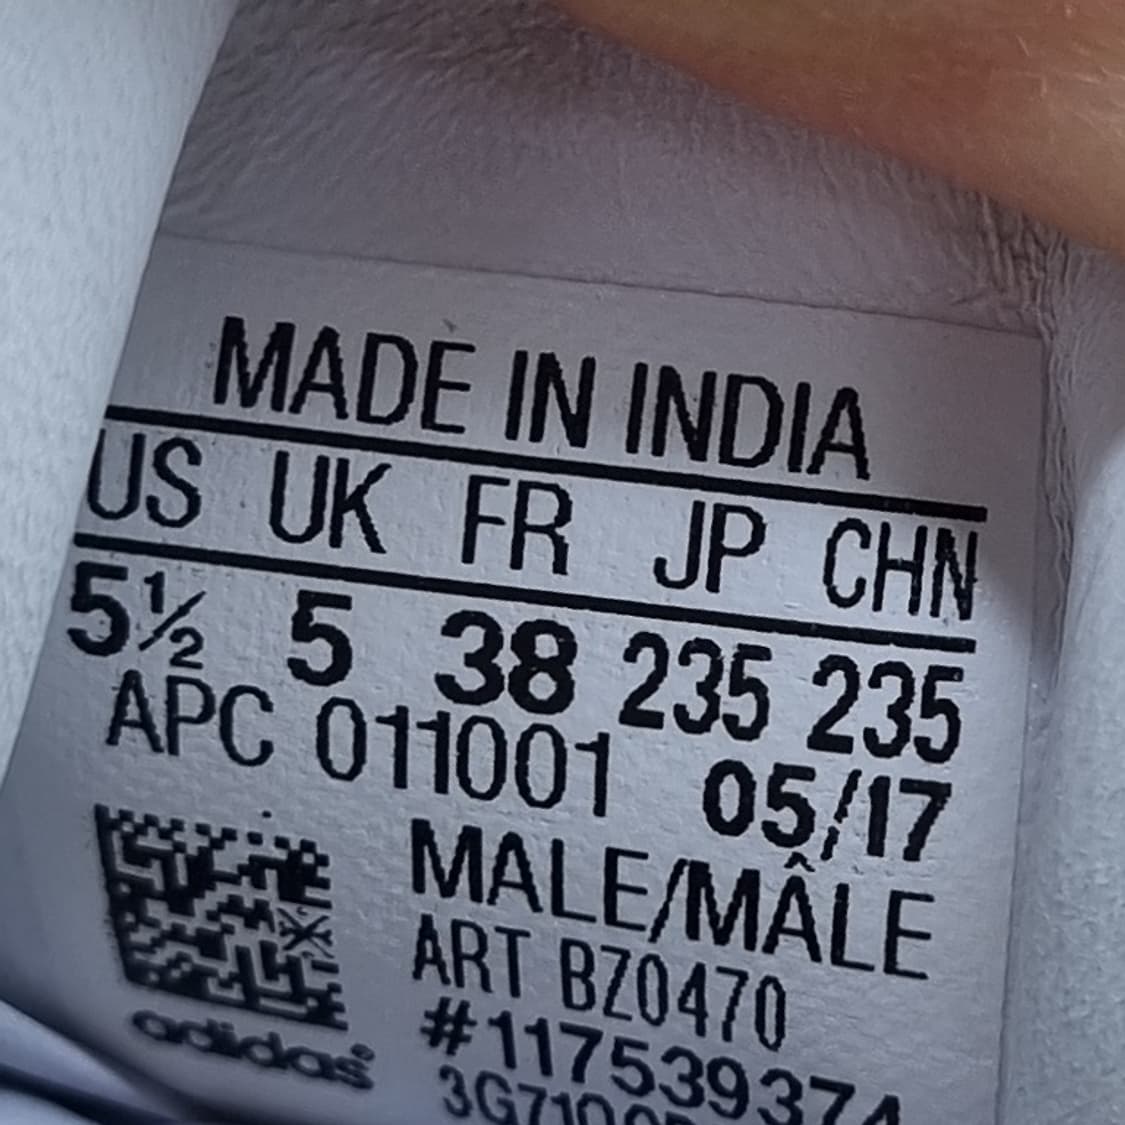 MADE IN INDIA
US UK FR JP CHN
5½ 5 38 235 235
APC 011001 05/17
MALE/MÂLE
ART BZ0470
#117539374
adidas®